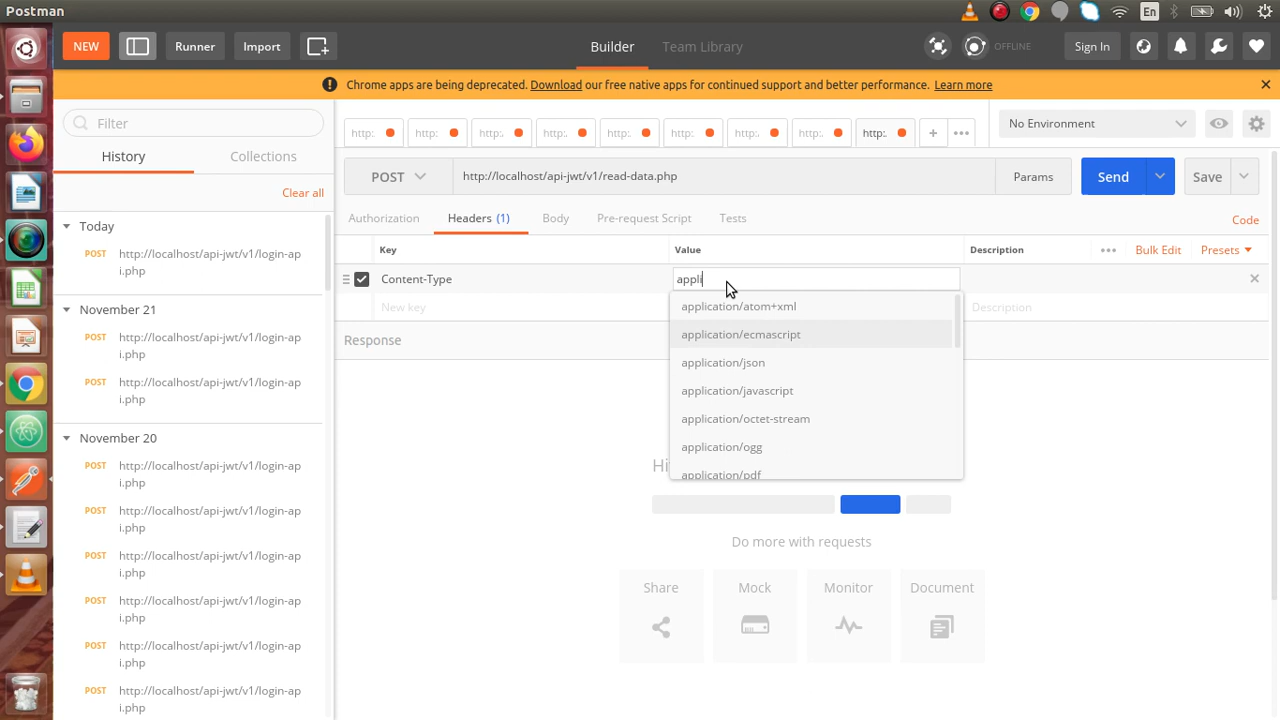 Postman
En
NEW
Runner
Import
Builder
Team Library
OFFLINE
Sign In
Chrome apps are being deprecated. Download our free native apps for continued support and better performance. Learn more
Filter
History
Collections
Clear all
Today
POST http://localhost/api-jwt/v1/login-ap
i.php
November 21
POST http://localhost/api-jwt/v1/login-ap
i.php
POST http://localhost/api-jwt/v1/login-ap
i.php
November 20
POST http://localhost/api-jwt/v1/login-ap
i.php
POST http://localhost/api-jwt/v1/login-ap
i.php
POST http://localhost/api-jwt/v1/login-ap
i.php
POST http://localhost/api-jwt/v1/login-ap
i.php
POST http://localhost/api-jwt/v1/login-ap
i.php
POST http://localhost/api-jwt/v1/login-ap
i.php
http:
http:
http:
http:
http:
http:
http:
http:
http:
No Environment
POST http://localhost/api-jwt/v1/read-data.php Params Send Save
Authorization Headers (1) Body Pre-request Script Tests Code
Key Value Description Bulk Edit Presets
Content-Type appli
New key Description
application/atom+xml
application/ecmascript
application/json
application/javascript
application/octet-stream
application/ogg
application/pdf
Response
Do more with requests
Share Mock Monitor Document